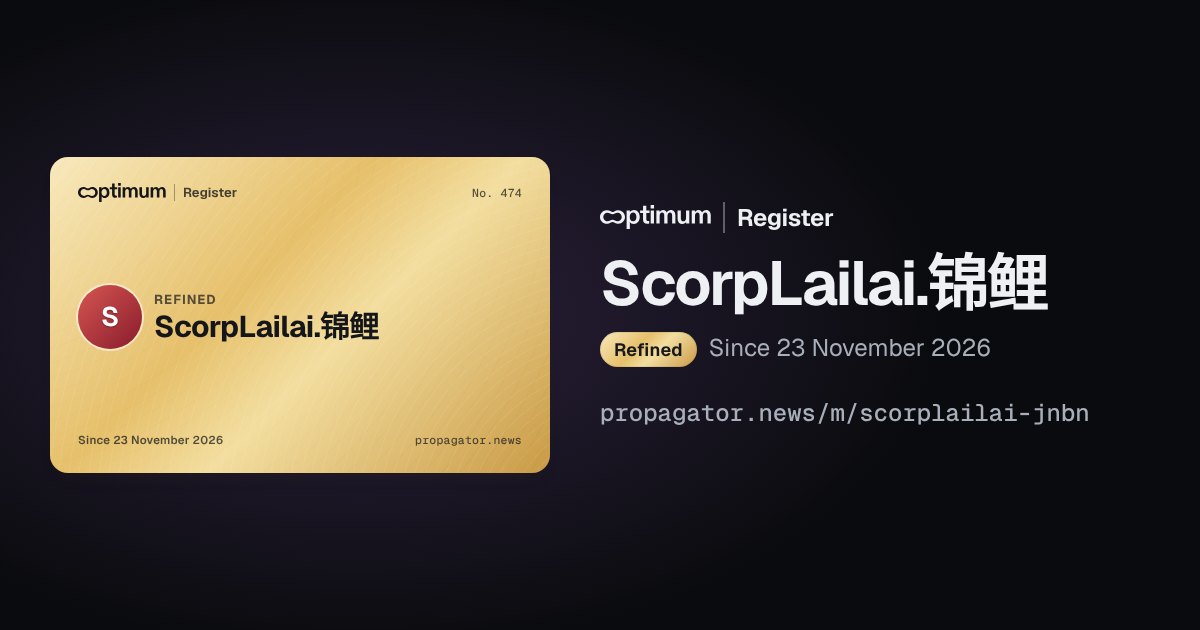 optimum | Register
No. 474
S
REFINED
ScorpLailai.锦鲤
Since 23 November 2026
propagator.news
optimum | Register
ScorpLailai.锦鲤
Refined
Since 23 November 2026
propagator.news/m/scorplailai-jnbn